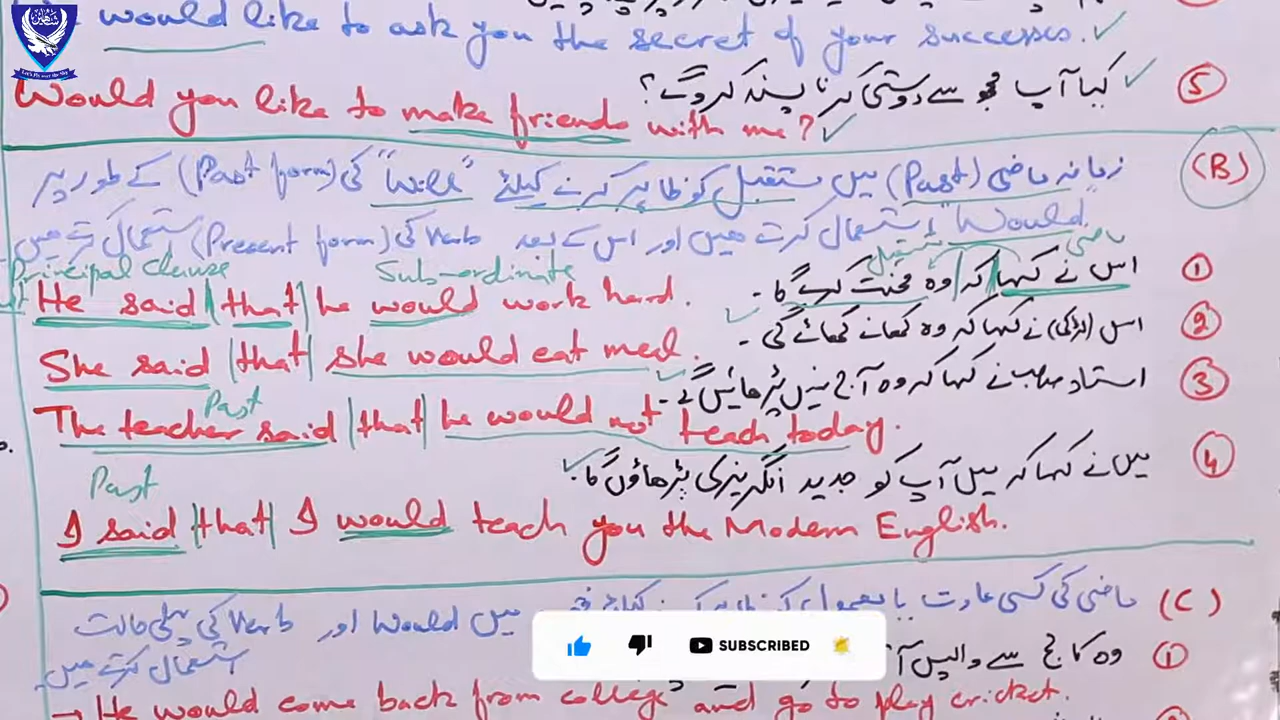 would like to ask you the secret of your successes.
کیا آپ مجھ سے دوستی کرنا پسند کرو گے؟ ⑤
Would you like to make friends with me?
(B) زمانہ ماضی (Past) میں مستقبل کو ظاہر کرنے کیلئے "Will" کی (Past form) کے طور پر
"Would" استعمال کرتے ہیں اور اس کے بعد Verb کی (Present form) استعمال کرتے ہیں
ماضی مستقبل
Principal Clause Sub-ordinate
① اس نے کہا کہ وہ محنت کرے گا۔
He said that he would work hard.
② اس (لڑکی) نے کہا کہ وہ کھانے کھائے گی۔
She said that she would eat meal.
③ استاد صاحب نے کہا کہ وہ آج نہیں پڑھائیں گے۔
Past
The teacher said that he would not teach today.
④ میں نے کہا کہ میں آپ کو جدید انگریزی پڑھاؤں گا۔
Past
I said that I would teach you the Modern English.
(C) ماضی کی کسی عادت یا میں Would اور Verb کی پہلی حالت
استعمال کرتے ہیں
① وہ کالج سے واپس
He would come back from college and go to play cricket.
SUBSCRIBED